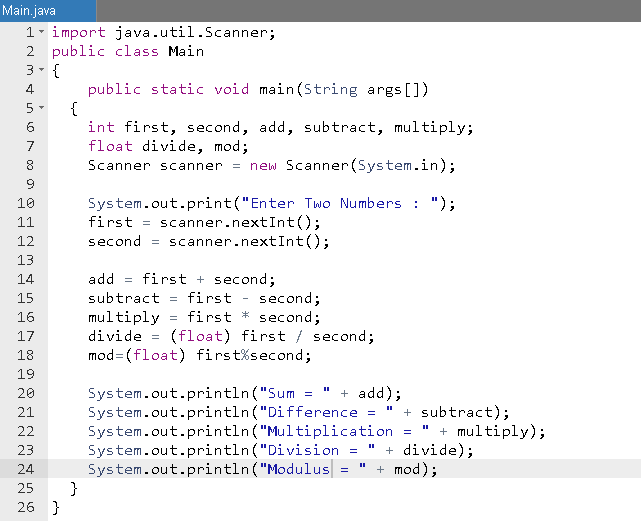 Main.java
1 import java.util.Scanner;
2 public class Main
3 {
4     public static void main(String args[])
5   {
6     int first, second, add, subtract, multiply;
7     float divide, mod;
8     Scanner scanner = new Scanner(System.in);
9
10     System.out.print("Enter Two Numbers : ");
11     first = scanner.nextInt();
12     second = scanner.nextInt();
13
14     add = first + second;
15     subtract = first - second;
16     multiply = first * second;
17     divide = (float) first / second;
18     mod=(float) first%second;
19
20     System.out.println("Sum = " + add);
21     System.out.println("Difference = " + subtract);
22     System.out.println("Multiplication = " + multiply);
23     System.out.println("Division = " + divide);
24     System.out.println("Modulus = " + mod);
25   }
26 }